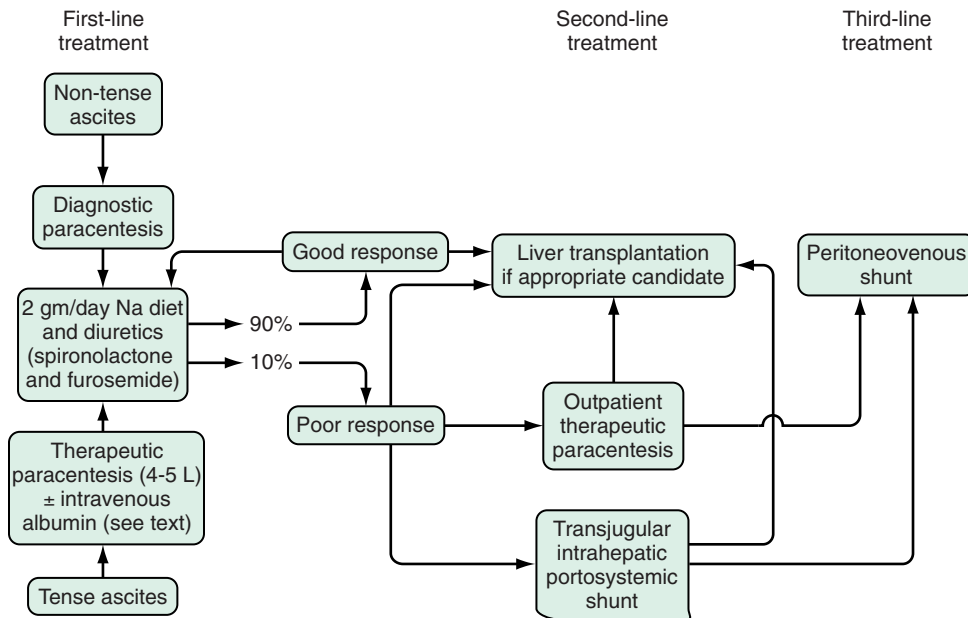 First-line
treatment
Second-line
treatment
Third-line
treatment
Non-tense
ascites
Diagnostic
paracentesis
2 gm/day Na diet
and diuretics
(spironolactone
and furosemide)
Therapeutic
paracentesis (4-5 L)
± intravenous
albumin (see text)
Tense ascites
90%
10%
Good response
Poor response
Liver transplantation
if appropriate candidate
Outpatient
therapeutic
paracentesis
Transjugular
intrahepatic
portosystemic
shunt
Peritoneovenous
shunt